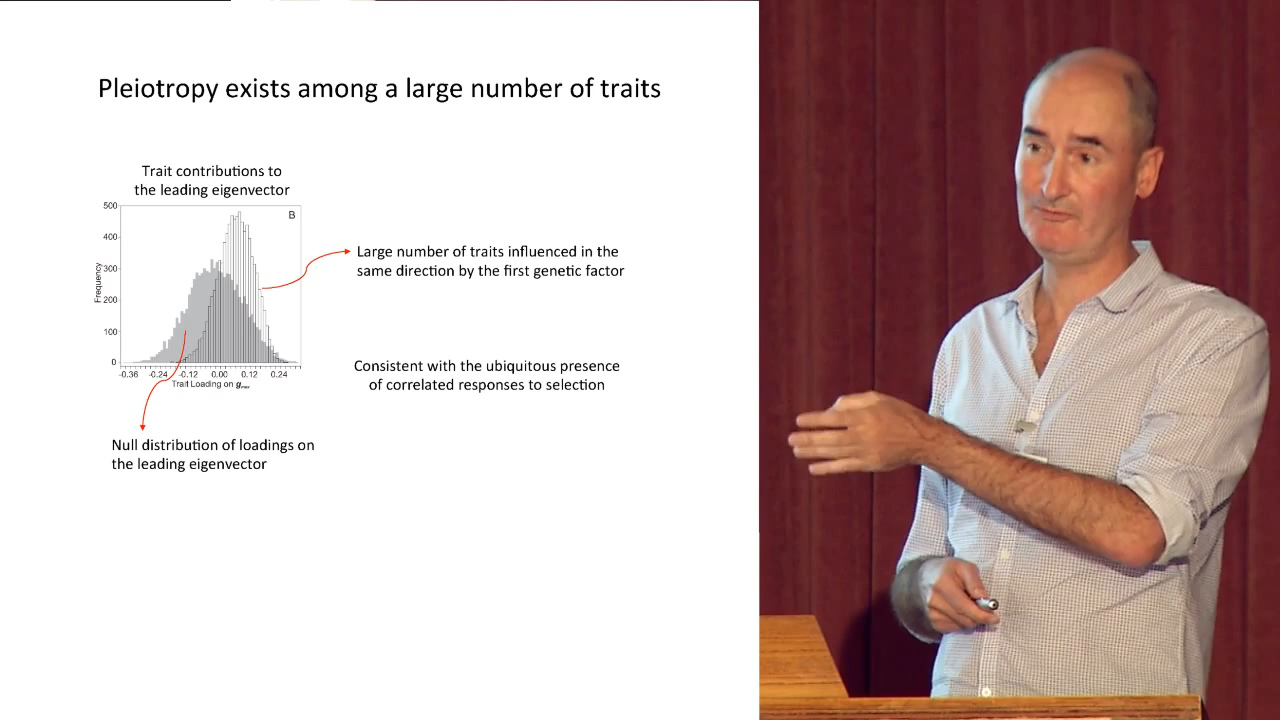 Pleiotropy exists among a large number of traits
Trait contributions to
the leading eigenvector
B
500
400
300
200
100
0
Frequency
-0.36 -0.24 -0.12 0.00 0.12 0.24
Trait Loading on gmax
Large number of traits influenced in the
same direction by the first genetic factor
Consistent with the ubiquitous presence
of correlated responses to selection
Null distribution of loadings on
the leading eigenvector